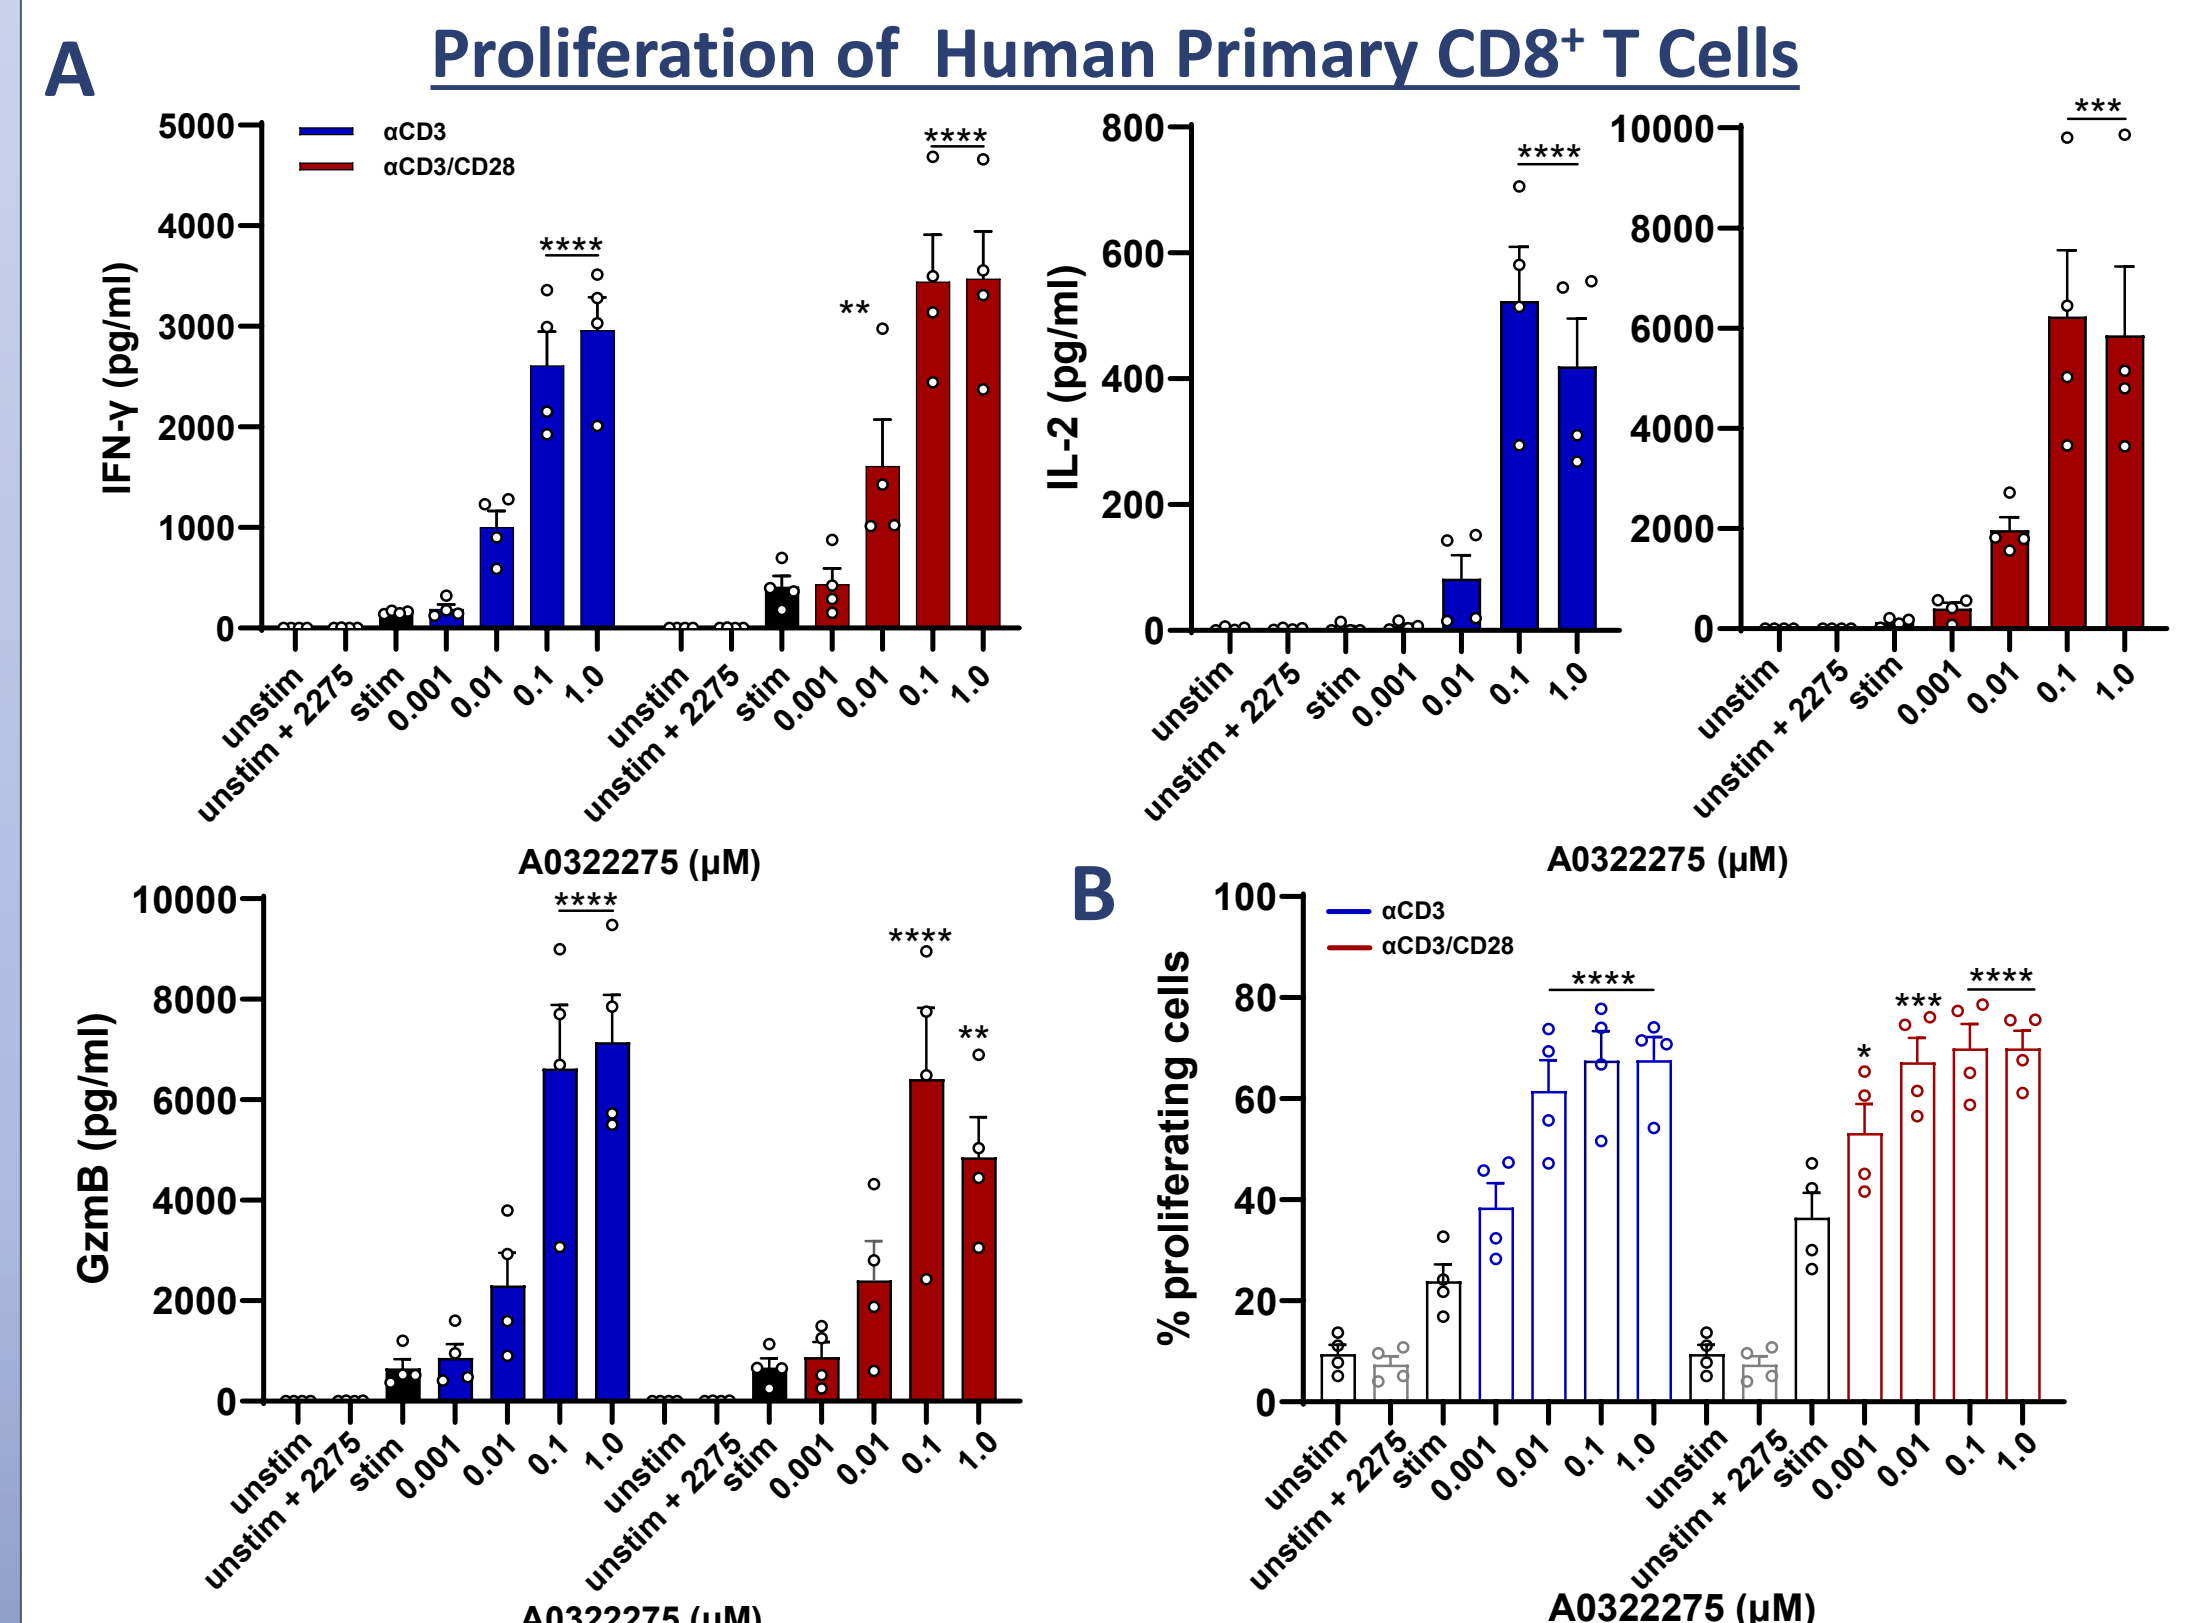 A
Proliferation of Human Primary CD8⁺ T Cells
αCD3
αCD3/CD28
IFN-γ (pg/ml)
5000
4000
3000
2000
1000
0
****
**
****
unstim
unstim + 2275
stim
0.001
0.01
0.1
1.0
unstim
unstim + 2275
stim
0.001
0.01
0.1
1.0
A0322275 (µM)
IL-2 (pg/ml)
800
600
400
200
0
****
unstim
unstim + 2275
stim
0.001
0.01
0.1
1.0
10000
8000
6000
4000
2000
0
***
unstim
unstim + 2275
stim
0.001
0.01
0.1
1.0
A0322275 (µM)
GzmB (pg/ml)
10000
8000
6000
4000
2000
0
****
****
**
unstim
unstim + 2275
stim
0.001
0.01
0.1
1.0
unstim
unstim + 2275
stim
0.001
0.01
0.1
1.0
A0322275 (µM)
B
αCD3
αCD3/CD28
% proliferating cells
100
80
60
40
20
0
****
*
***
****
unstim
unstim + 2275
stim
0.001
0.01
0.1
1.0
unstim
unstim + 2275
stim
0.001
0.01
0.1
1.0
A0322275 (µM)